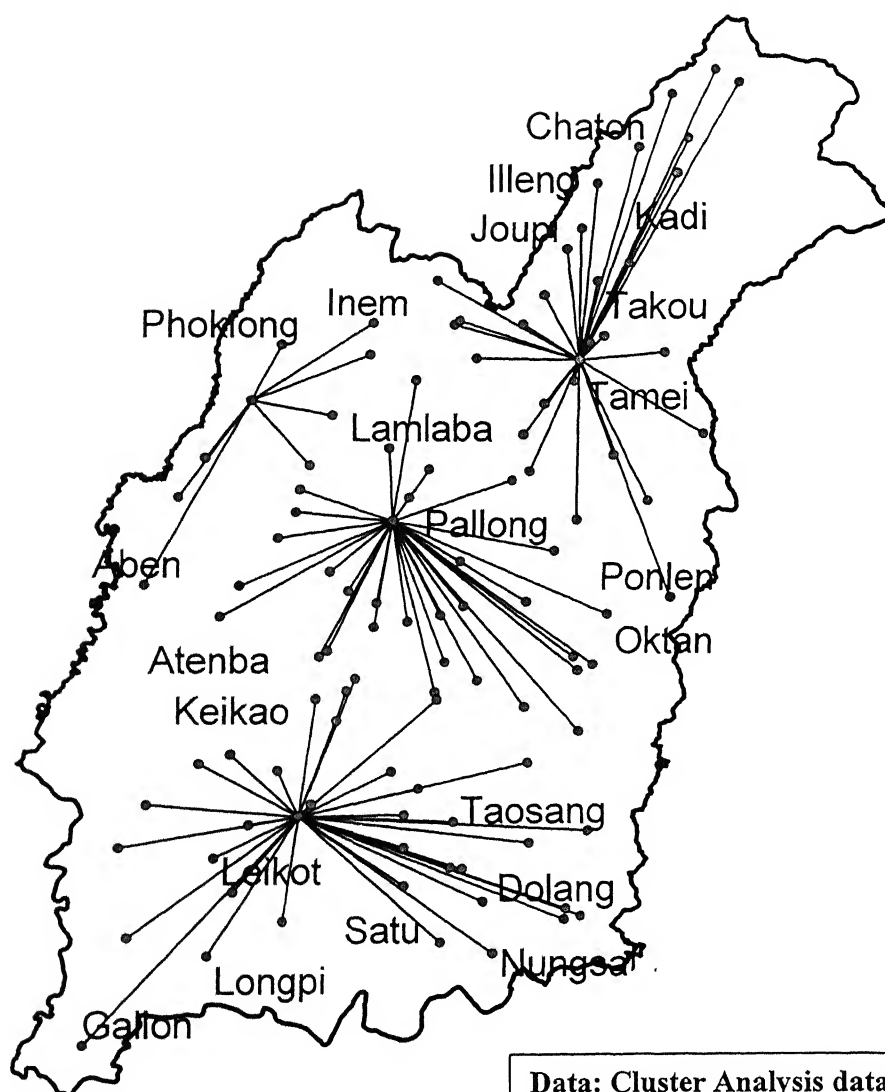 Chaton
Illeng
Joupi
Kadi
Inem
Takou
Phoklong
Tamei
Lamlaba
Pallong
Aben
Ponlen
Oktan
Atenba
Keikao
Taosang
Leikot
Dolang
Satu
Nungsai
Longpi
Gallon
Data: Cluster Analysis data